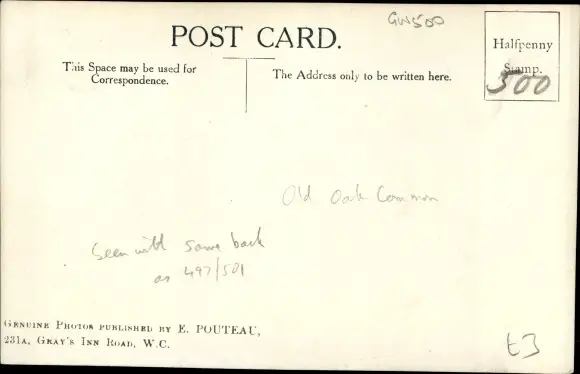 GW500
POST CARD.
Halfpenny
Stamp.
500
This Space may be used for
Correspondence.
The Address only to be written here.
Old Oak Common
Seen with same back
as 497/501
GENUINE PHOTOS PUBLISHED BY E. POUTEAU,
231A, GRAY'S INN ROAD, W.C.
£3